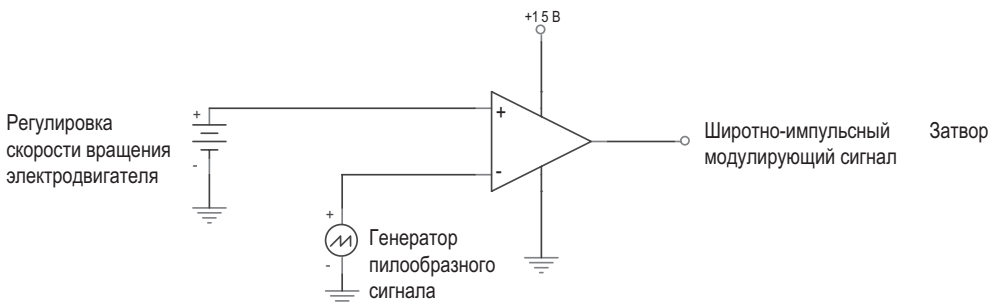 +15 В
Регулировка
скорости вращения
электродвигателя
+
-
+
-
Широтно-импульсный Затвор
модулирующий сигнал
+
-
Генератор
пилообразного
сигнала